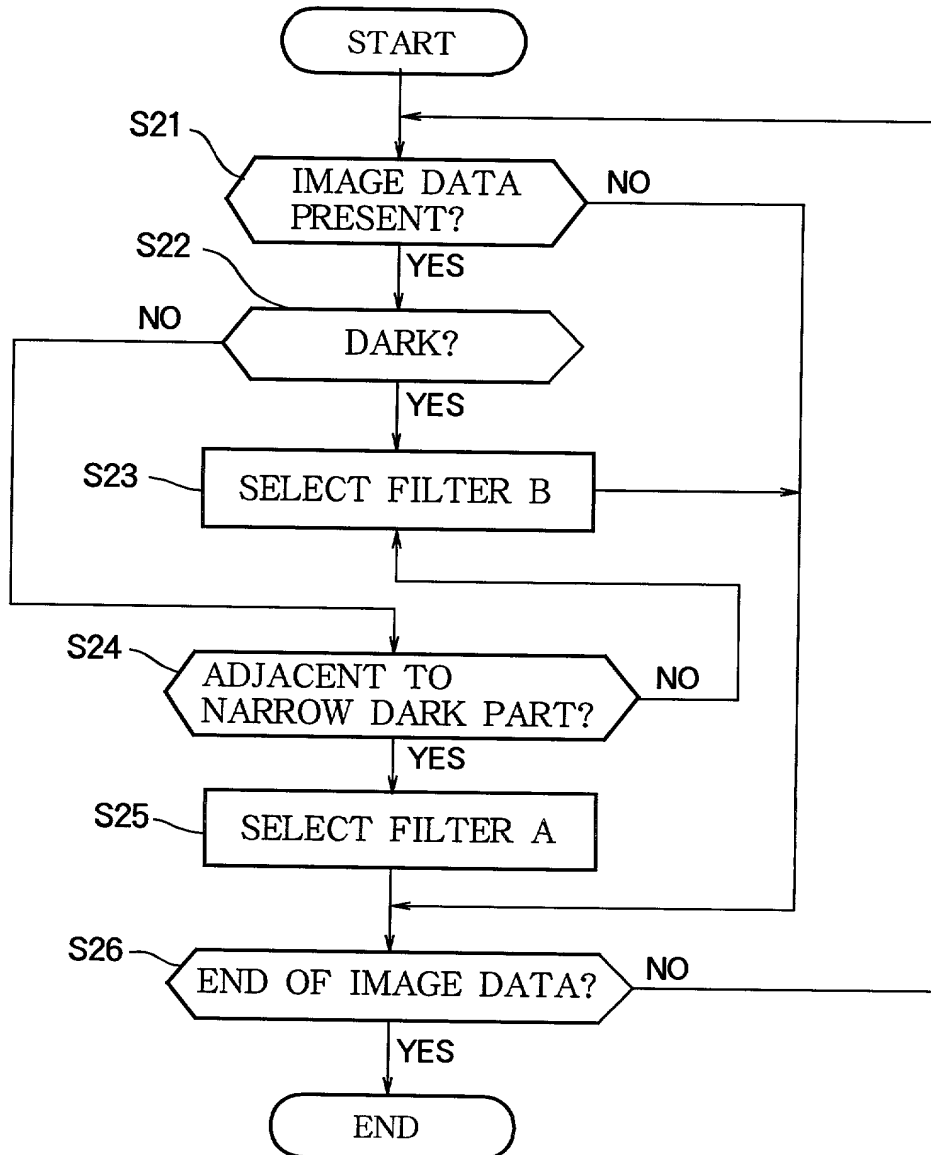 START
S21
IMAGE DATA
PRESENT?
NO
YES
S22
NO
DARK?
YES
S23
SELECT FILTER B
S24
ADJACENT TO
NARROW DARK PART?
NO
YES
S25
SELECT FILTER A
S26
END OF IMAGE DATA?
NO
YES
END